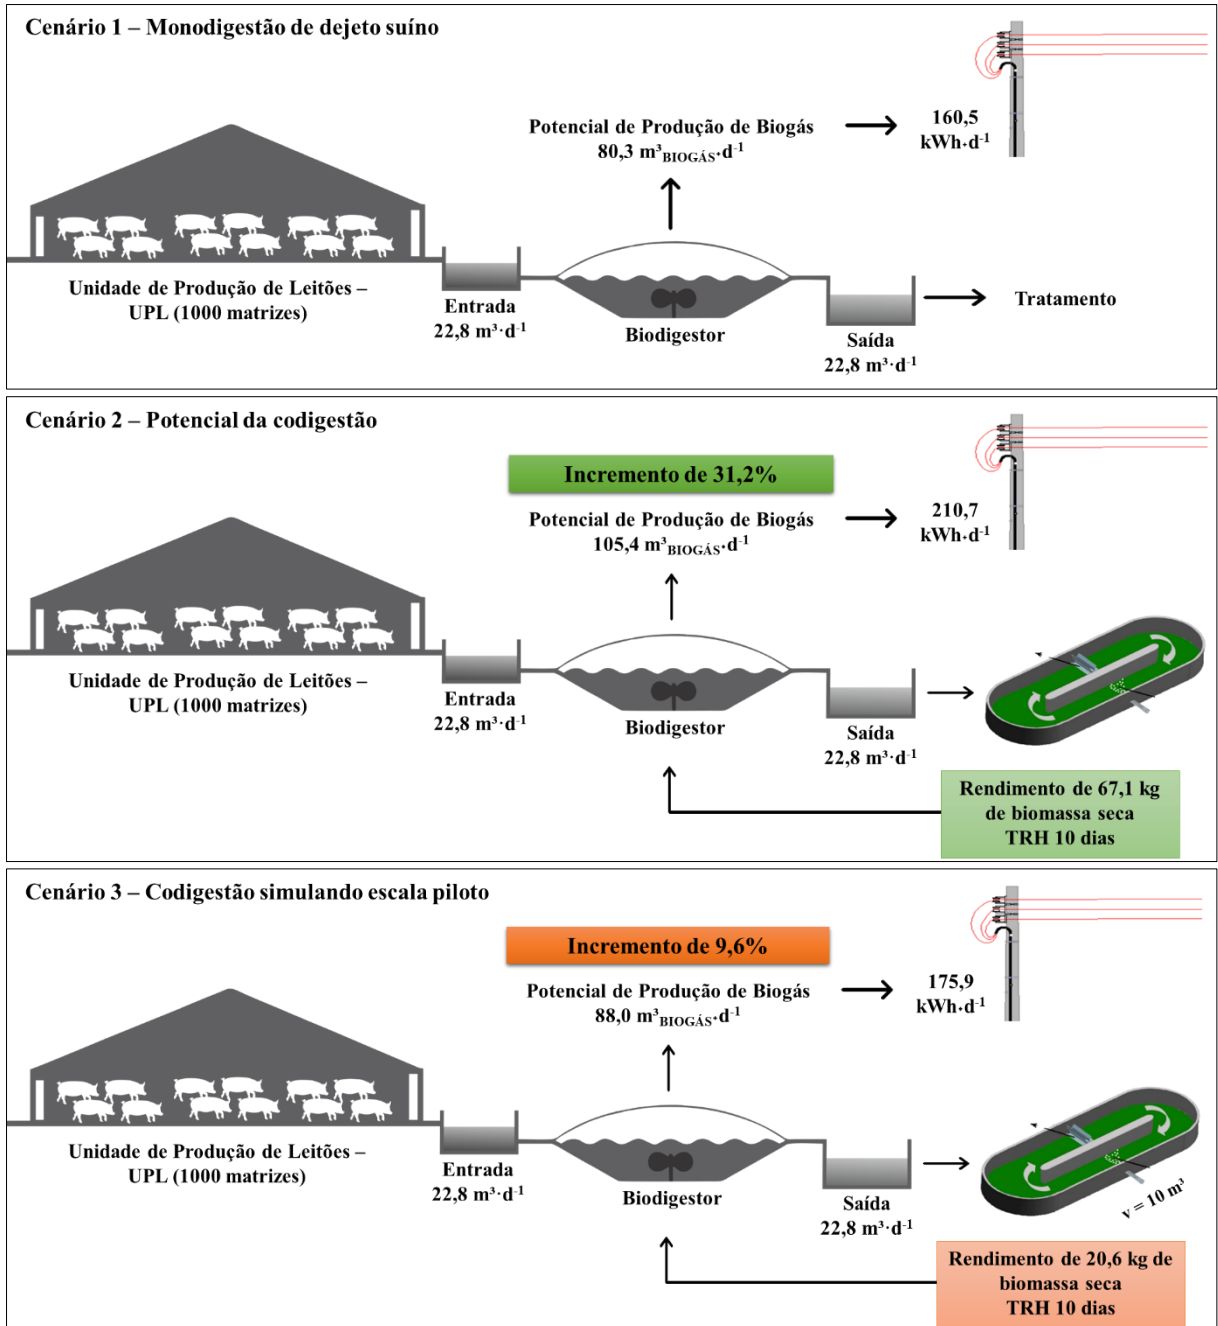 Cenário 1 – Monodigestão de dejeto suíno
Potencial de Produção de Biogás
80,3 m³BIOGÁS·d-1
160,5
kWh·d-1
Unidade de Produção de Leitões –
UPL (1000 matrizes)
Entrada
22,8 m³·d-1
Biodigestor
Saída
22,8 m³·d-1
Tratamento
Cenário 2 – Potencial da codigestão
Incremento de 31,2%
Potencial de Produção de Biogás
105,4 m³BIOGÁS·d-1
210,7
kWh·d-1
Unidade de Produção de Leitões –
UPL (1000 matrizes)
Entrada
22,8 m³·d-1
Biodigestor
Saída
22,8 m³·d-1
Rendimento de 67,1 kg
de biomassa seca
TRH 10 dias
Cenário 3 – Codigestão simulando escala piloto
Incremento de 9,6%
Potencial de Produção de Biogás
88,0 m³BIOGÁS·d-1
175,9
kWh·d-1
Unidade de Produção de Leitões –
UPL (1000 matrizes)
Entrada
22,8 m³·d-1
Biodigestor
Saída
22,8 m³·d-1
v = 10 m³
Rendimento de 20,6 kg de
biomassa seca
TRH 10 dias